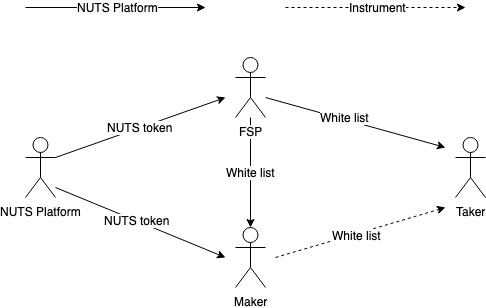 NUTS Platform
Instrument
NUTS token
White list
FSP
White list
NUTS Platform
Taker
NUTS token
White list
Maker